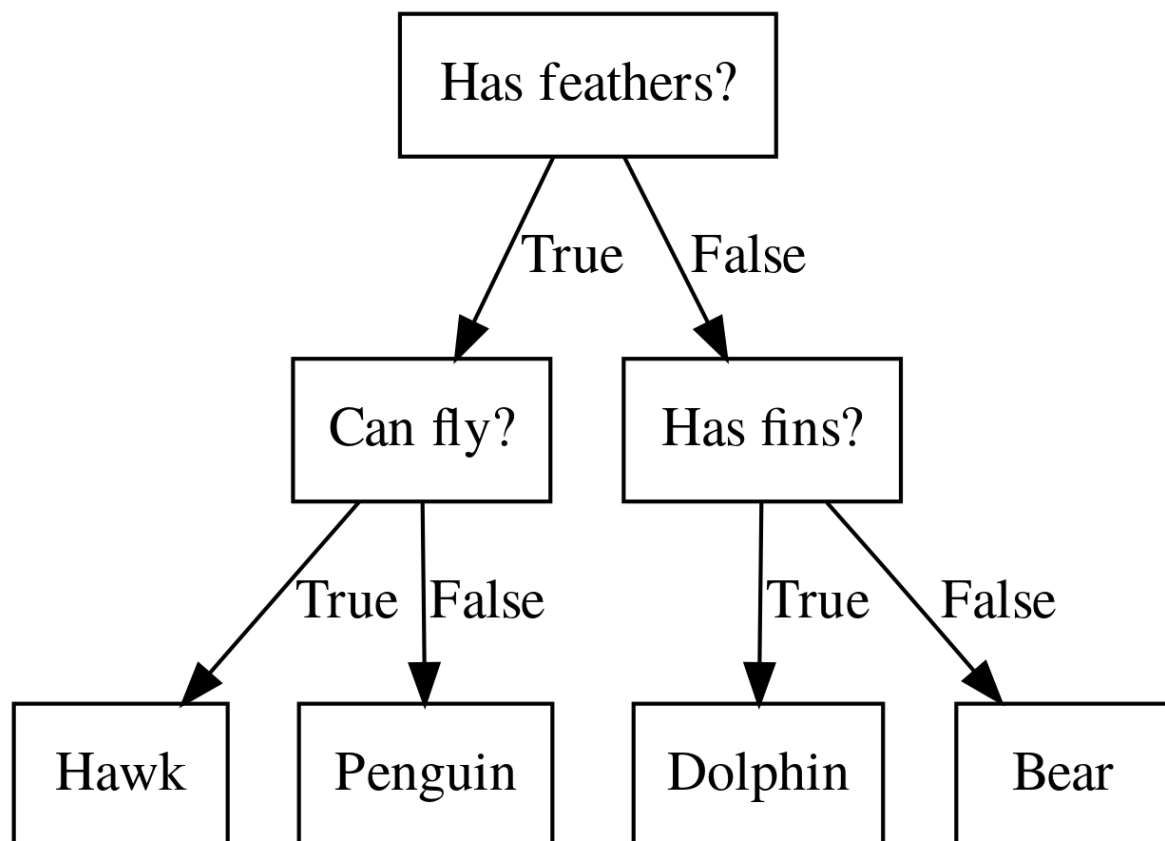 Has feathers?
True
False
Can fly?
Has fins?
True
False
True
False
Hawk
Penguin
Dolphin
Bear